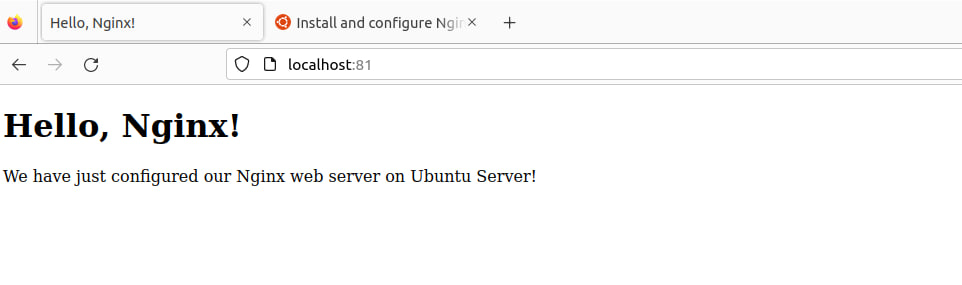 Hello, Nginx!
Install and configure Ngin
localhost:81
Hello, Nginx!
We have just configured our Nginx web server on Ubuntu Server!